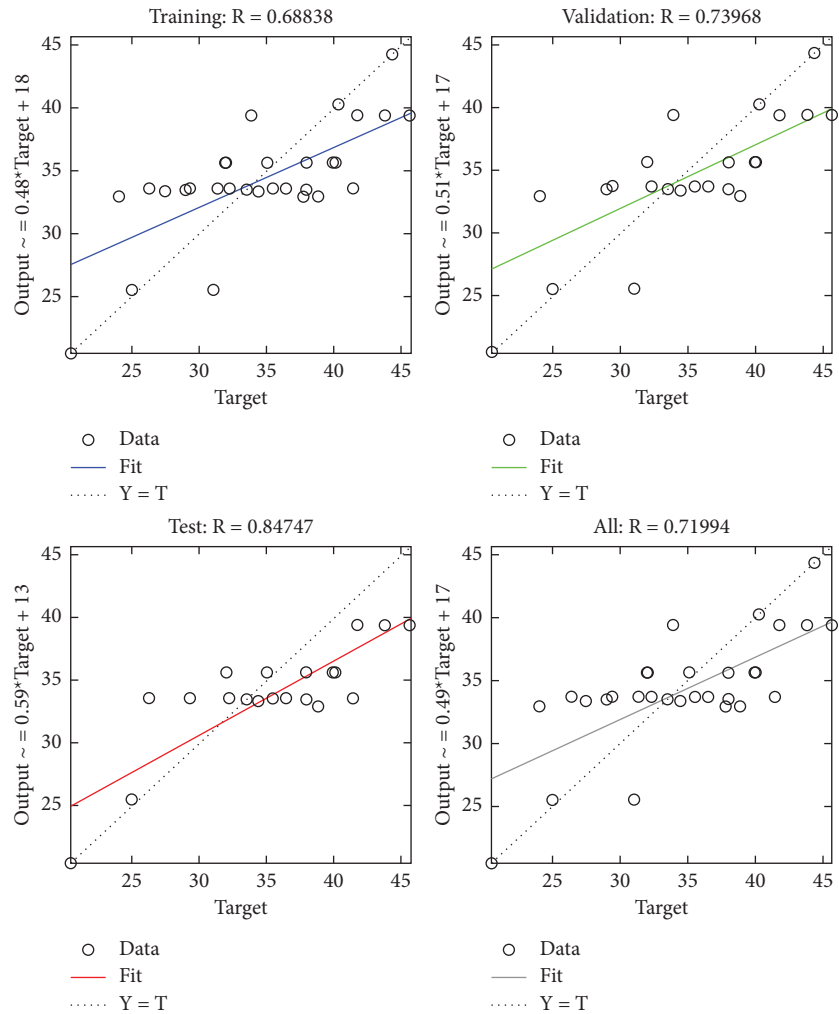 Training: R = 0.68838
Output ~ = 0.48*Target + 18
45
40
35
30
25
25 30 35 40 45
Target
Data
Fit
Y = T
Validation: R = 0.73968
Output ~ = 0.51*Target + 17
45
40
35
30
25
25 30 35 40 45
Target
Data
Fit
Y = T
Test: R = 0.84747
Output ~ = 0.59*Target + 13
45
40
35
30
25
25 30 35 40 45
Target
Data
Fit
Y = T
All: R = 0.71994
Output ~ = 0.49*Target + 17
45
40
35
30
25
25 30 35 40 45
Target
Data
Fit
Y = T